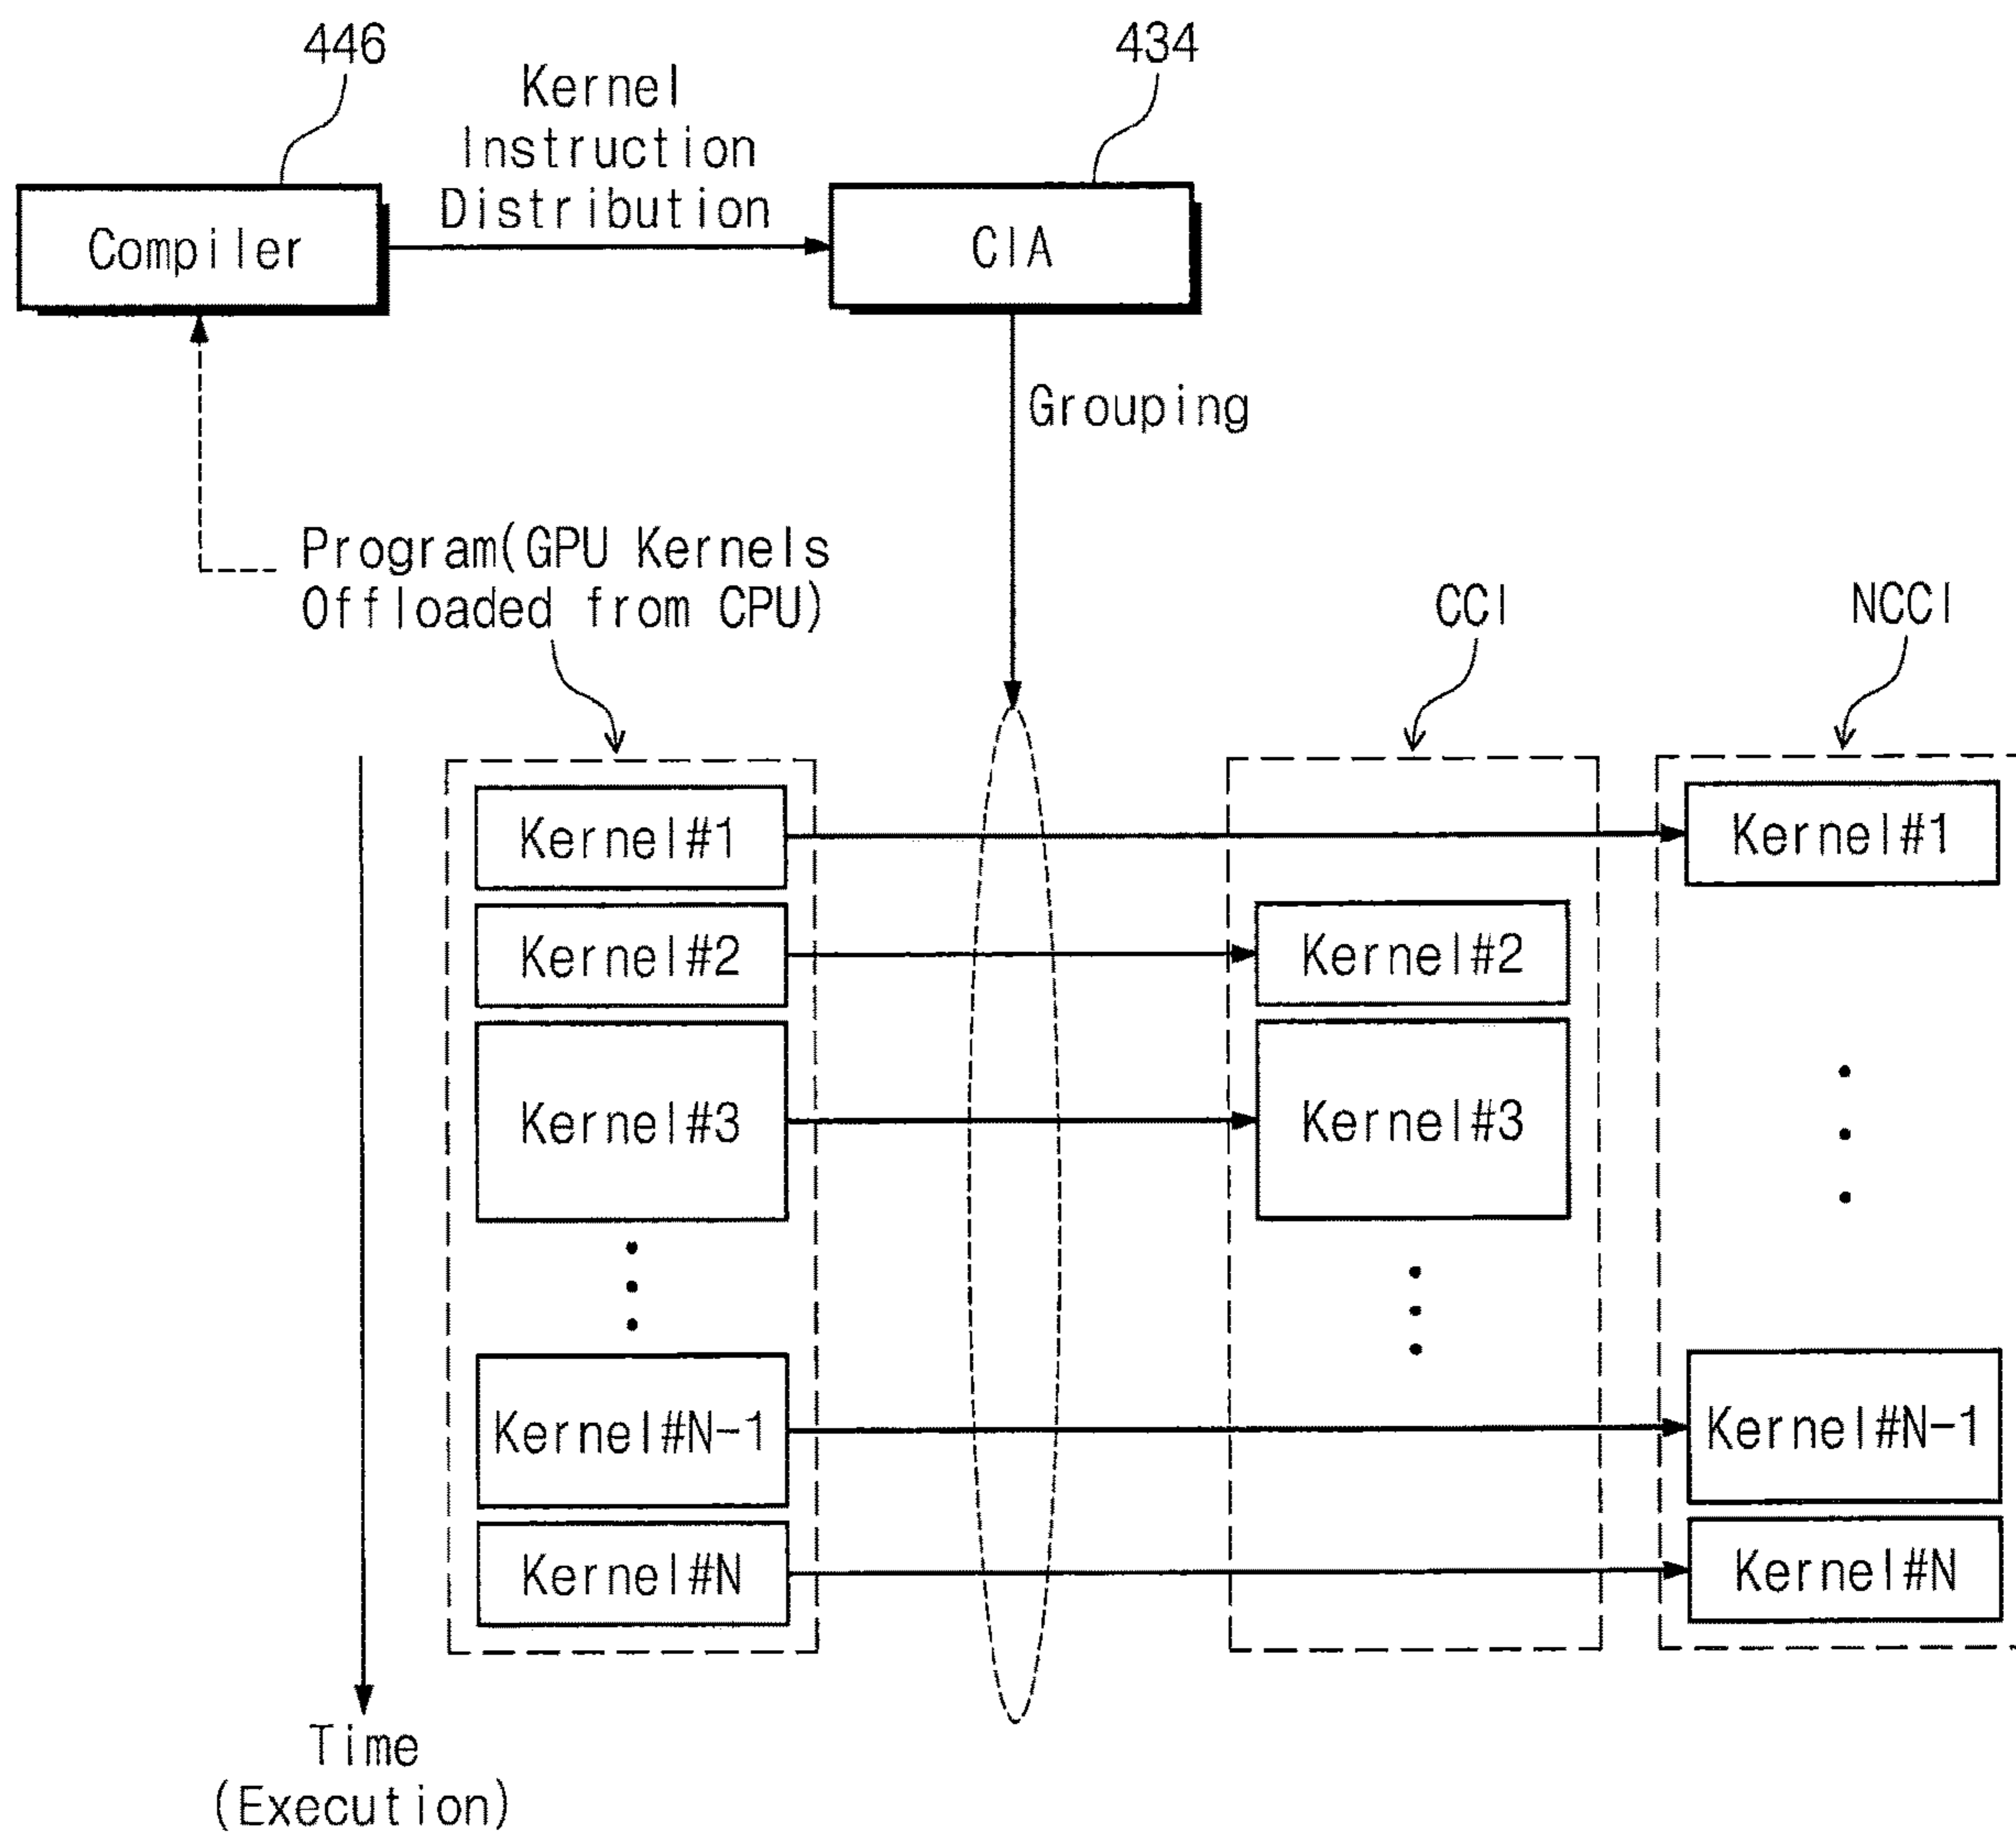 446
434
Kernel
Instruction
Distribution
Compiler
CIA
Grouping
Program(GPU Kernels
Offloaded from CPU)
CCI
NCCI
Kernel#1
Kernel#1
Kernel#2
Kernel#2
Kernel#3
Kernel#3
Kernel#N-1
Kernel#N-1
Kernel#N
Kernel#N
Time
(Execution)